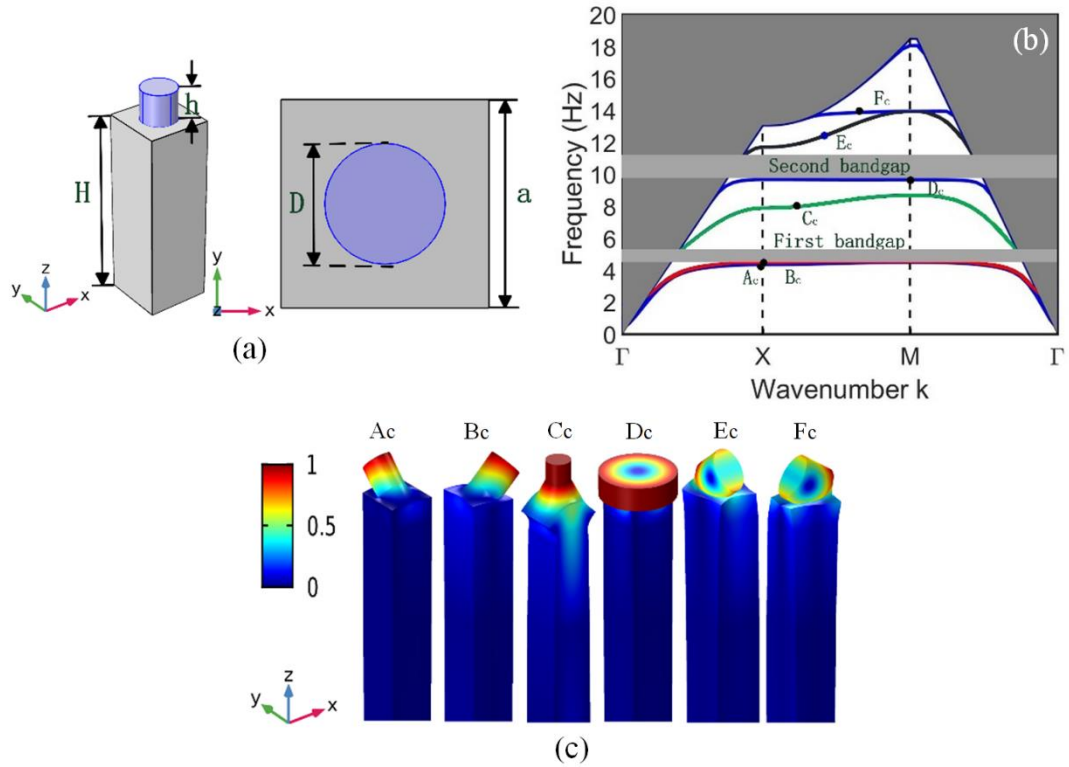 h
H
D
a
z
y
x
y
z
x
(a)
(b)
20
18
16
14
12
10
8
6
4
2
0
Frequency (Hz)
Fc
Ec
Second bandgap
Dc
Cc
First bandgap
Ac Bc
Γ X M Γ
Wavenumber k
Ac Bc Cc Dc Ec Fc
1
0.5
0
z
y
x
(c)